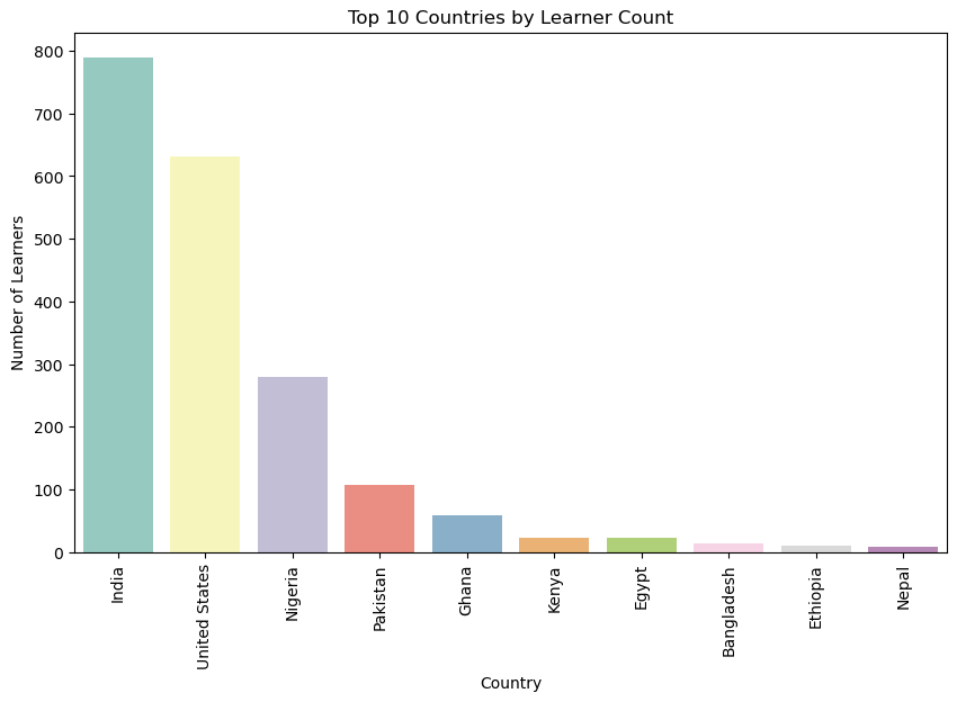 Top 10 Countries by Learner Count
Number of Learners
800
700
600
500
400
300
200
100
0
India
United States
Nigeria
Pakistan
Ghana
Kenya
Egypt
Bangladesh
Ethiopia
Nepal
Country